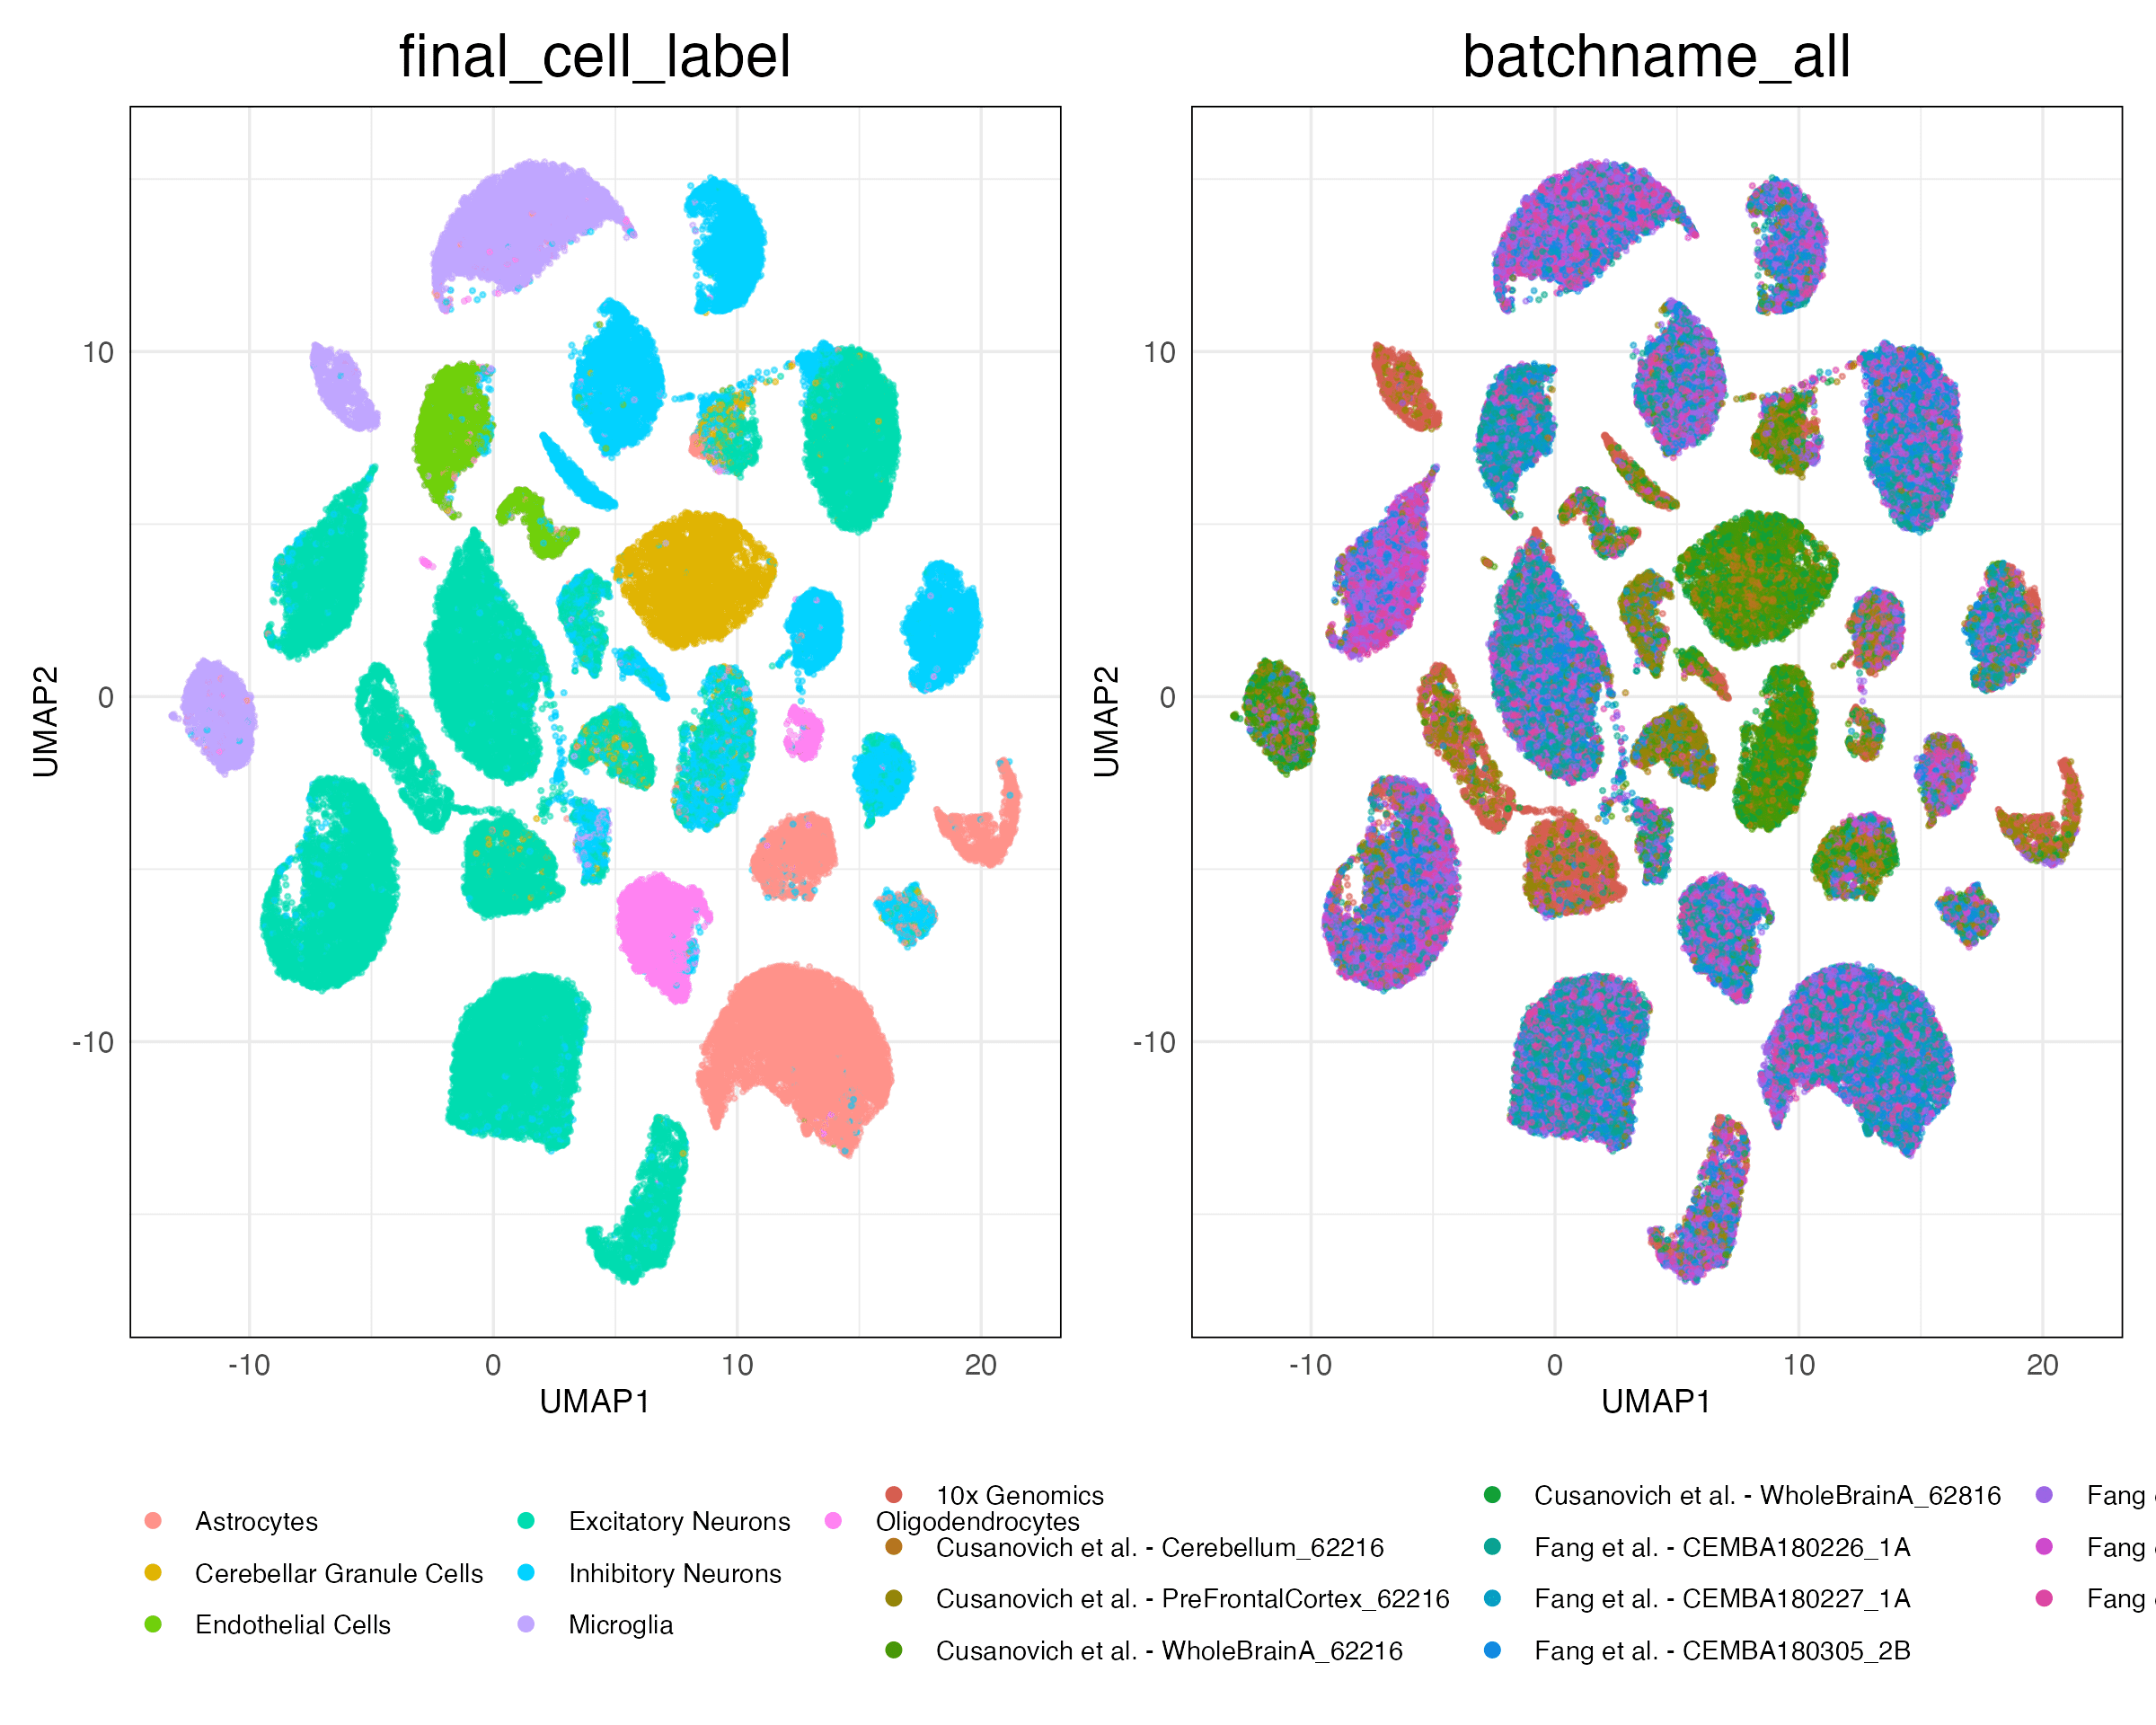 final_cell_label
batchname_all
UMAP2
10
0
-10
-10
0
10
20
UMAP1
UMAP2
10
0
-10
-10
0
10
20
UMAP1
Astrocytes
Cerebellar Granule Cells
Endothelial Cells
Excitatory Neurons
Inhibitory Neurons
Microglia
Oligodendrocytes
10x Genomics
Cusanovich et al. - Cerebellum_62216
Cusanovich et al. - PreFrontalCortex_62216
Cusanovich et al. - WholeBrainA_62216
Cusanovich et al. - WholeBrainA_62816
Fang et al. - CEMBA180226_1A
Fang et al. - CEMBA180227_1A
Fang et al. - CEMBA180305_2B
Fang
Fang
Fang